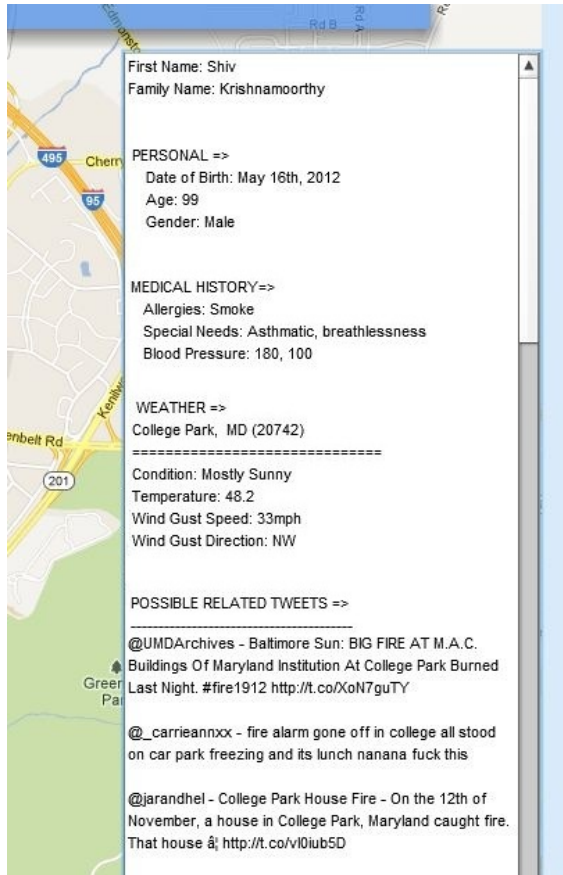 Edmonsto
Rd B
Rd A
Rd
First Name: Shiv
Family Name: Krishnamoorthy
495
Cherry
95
PERSONAL =>
Date of Birth: May 16th, 2012
Age: 99
Gender: Male
MEDICAL HISTORY=>
Allergies: Smoke
Special Needs: Asthmatic, breathlessness
Blood Pressure: 180, 100
Kenilw
WEATHER =>
College Park,  MD (20742)
enbelt Rd
==============================
201
Condition: Mostly Sunny
Temperature: 48.2
Wind Gust Speed: 33mph
Wind Gust Direction: NW
POSSIBLE RELATED TWEETS =>
----------------------------------------
@UMDArchives - Baltimore Sun: BIG FIRE AT M.A.C.
Buildings Of Maryland Institution At College Park Burned
Last Night. #fire1912 http://t.co/XoN7guTY
Green
Par
@_carrieannxx - fire alarm gone off in college all stood
on car park freezing and its lunch nanana fuck this
@jarandhel - College Park House Fire - On the 12th of
November, a house in College Park, Maryland caught fire.
That house â¦ http://t.co/vI0iub5D